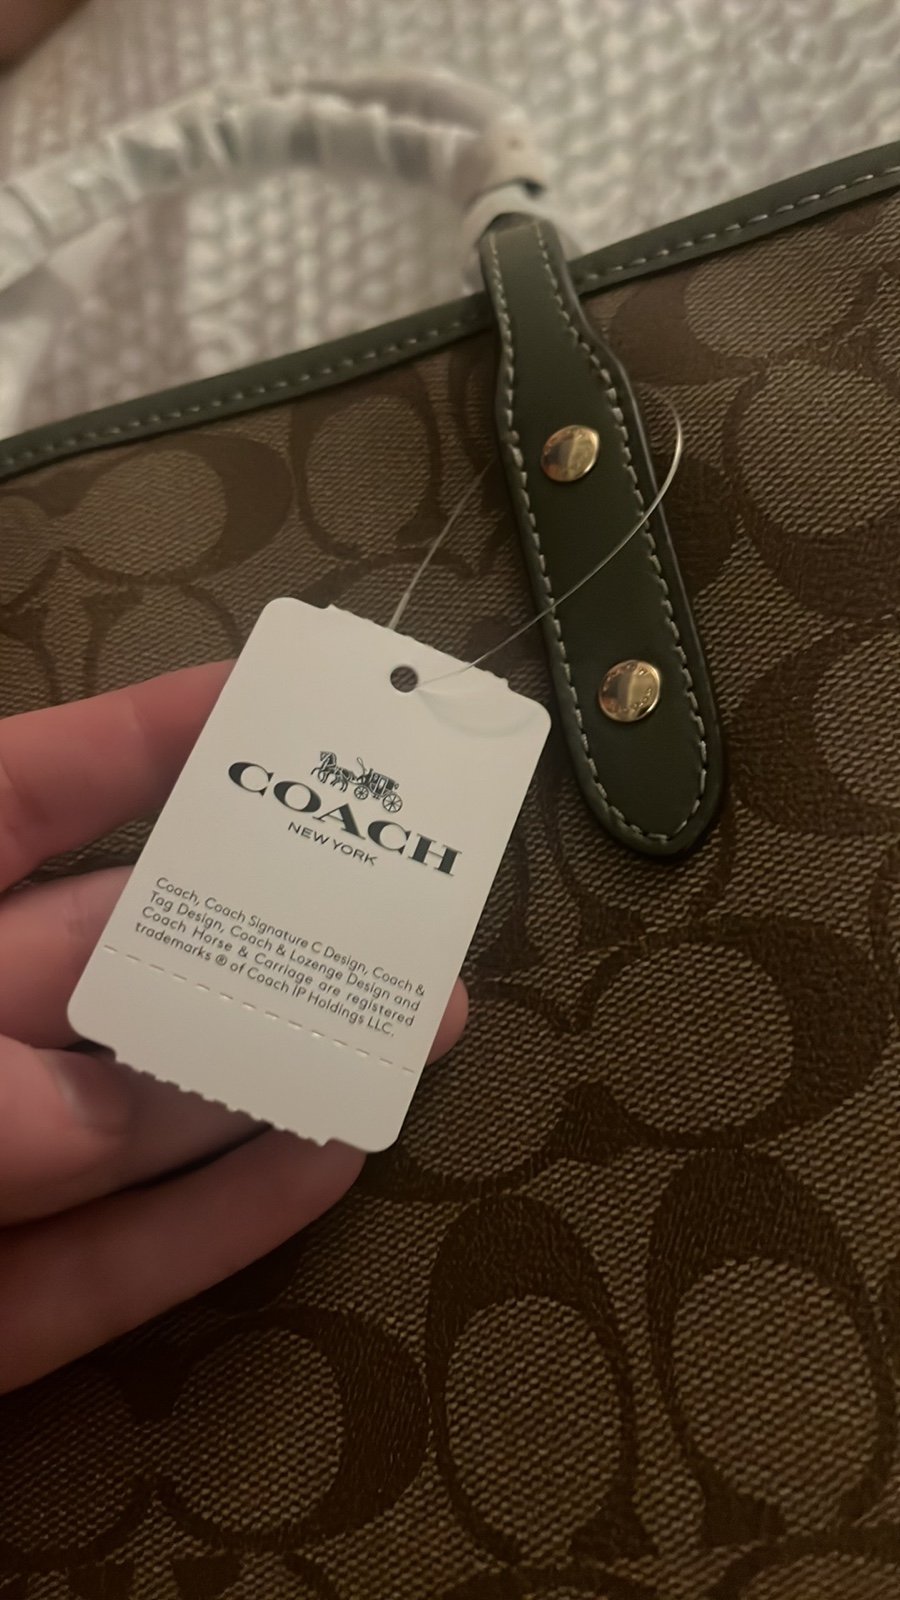 COACH
NEW YORK
Coach, Coach Signature C Design, Coach &
Tag Design, Coach & Lozenge Design and
Coach Horse & Carriage are registered
trademarks ® of Coach IP Holdings LLC.